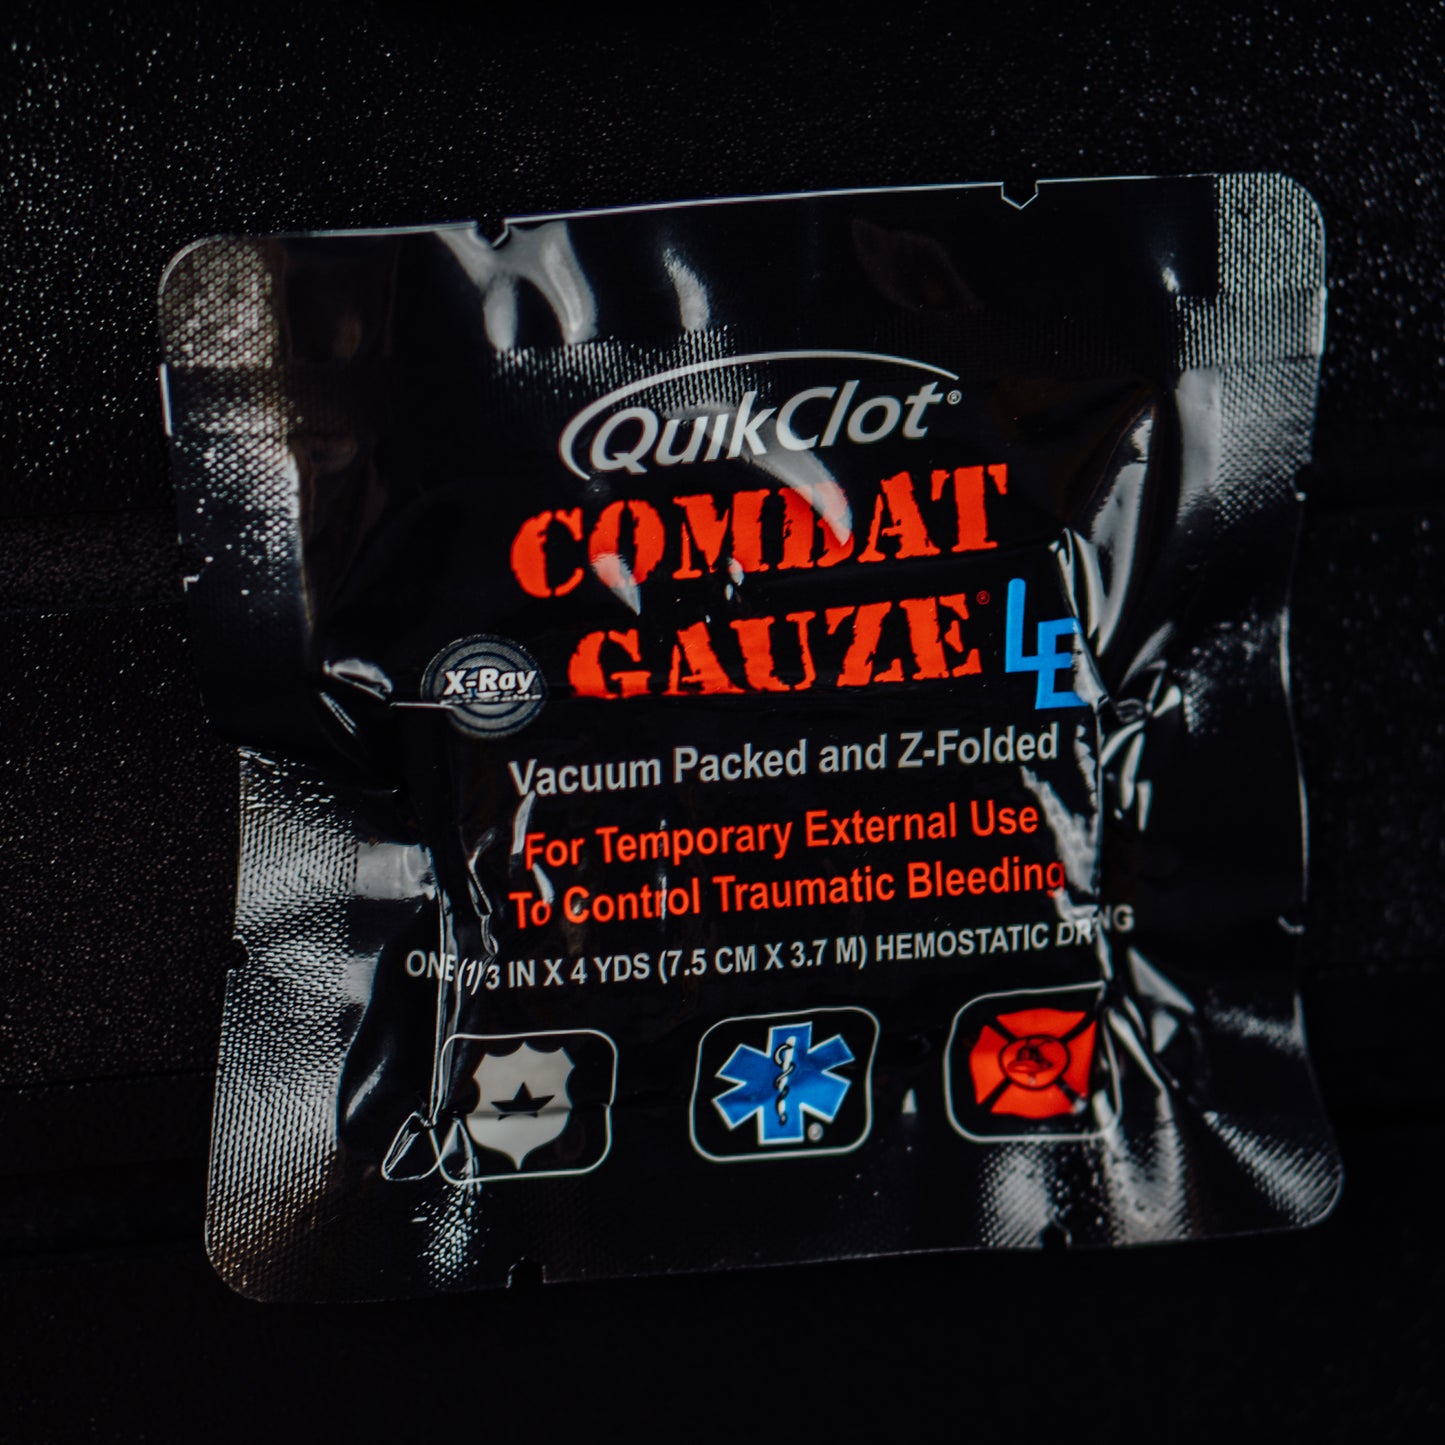 QuikClot®
COMBAT
GAUZE® LE
X-Ray
Vacuum Packed and Z-Folded
For Temporary External Use
To Control Traumatic Bleeding
ONE (1) 3 IN X 4 YDS (7.5 CM X 3.7 M) HEMOSTATIC
®